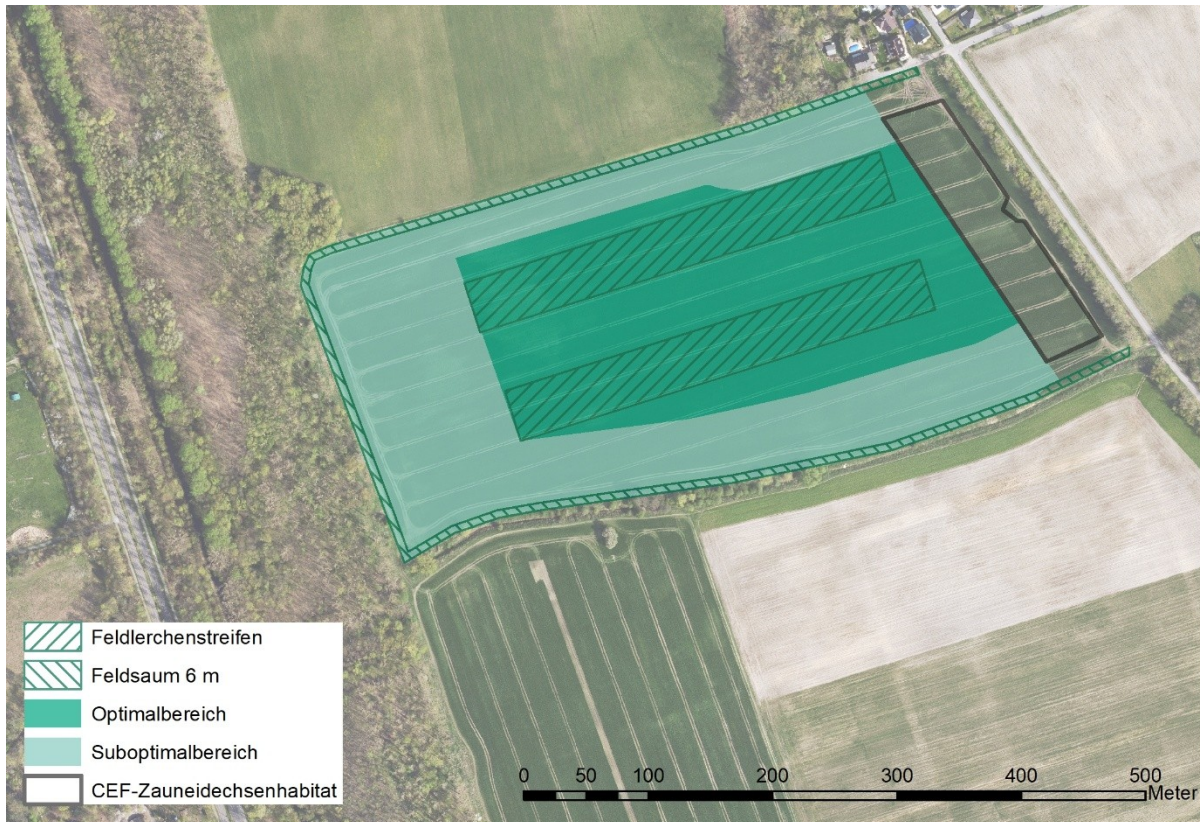 Feldlerchenstreifen
Feldsaum 6 m
Optimalbereich
Suboptimalbereich
CEF-Zauneidechsenhabitat
0 50 100 200 300 400 500
Meter